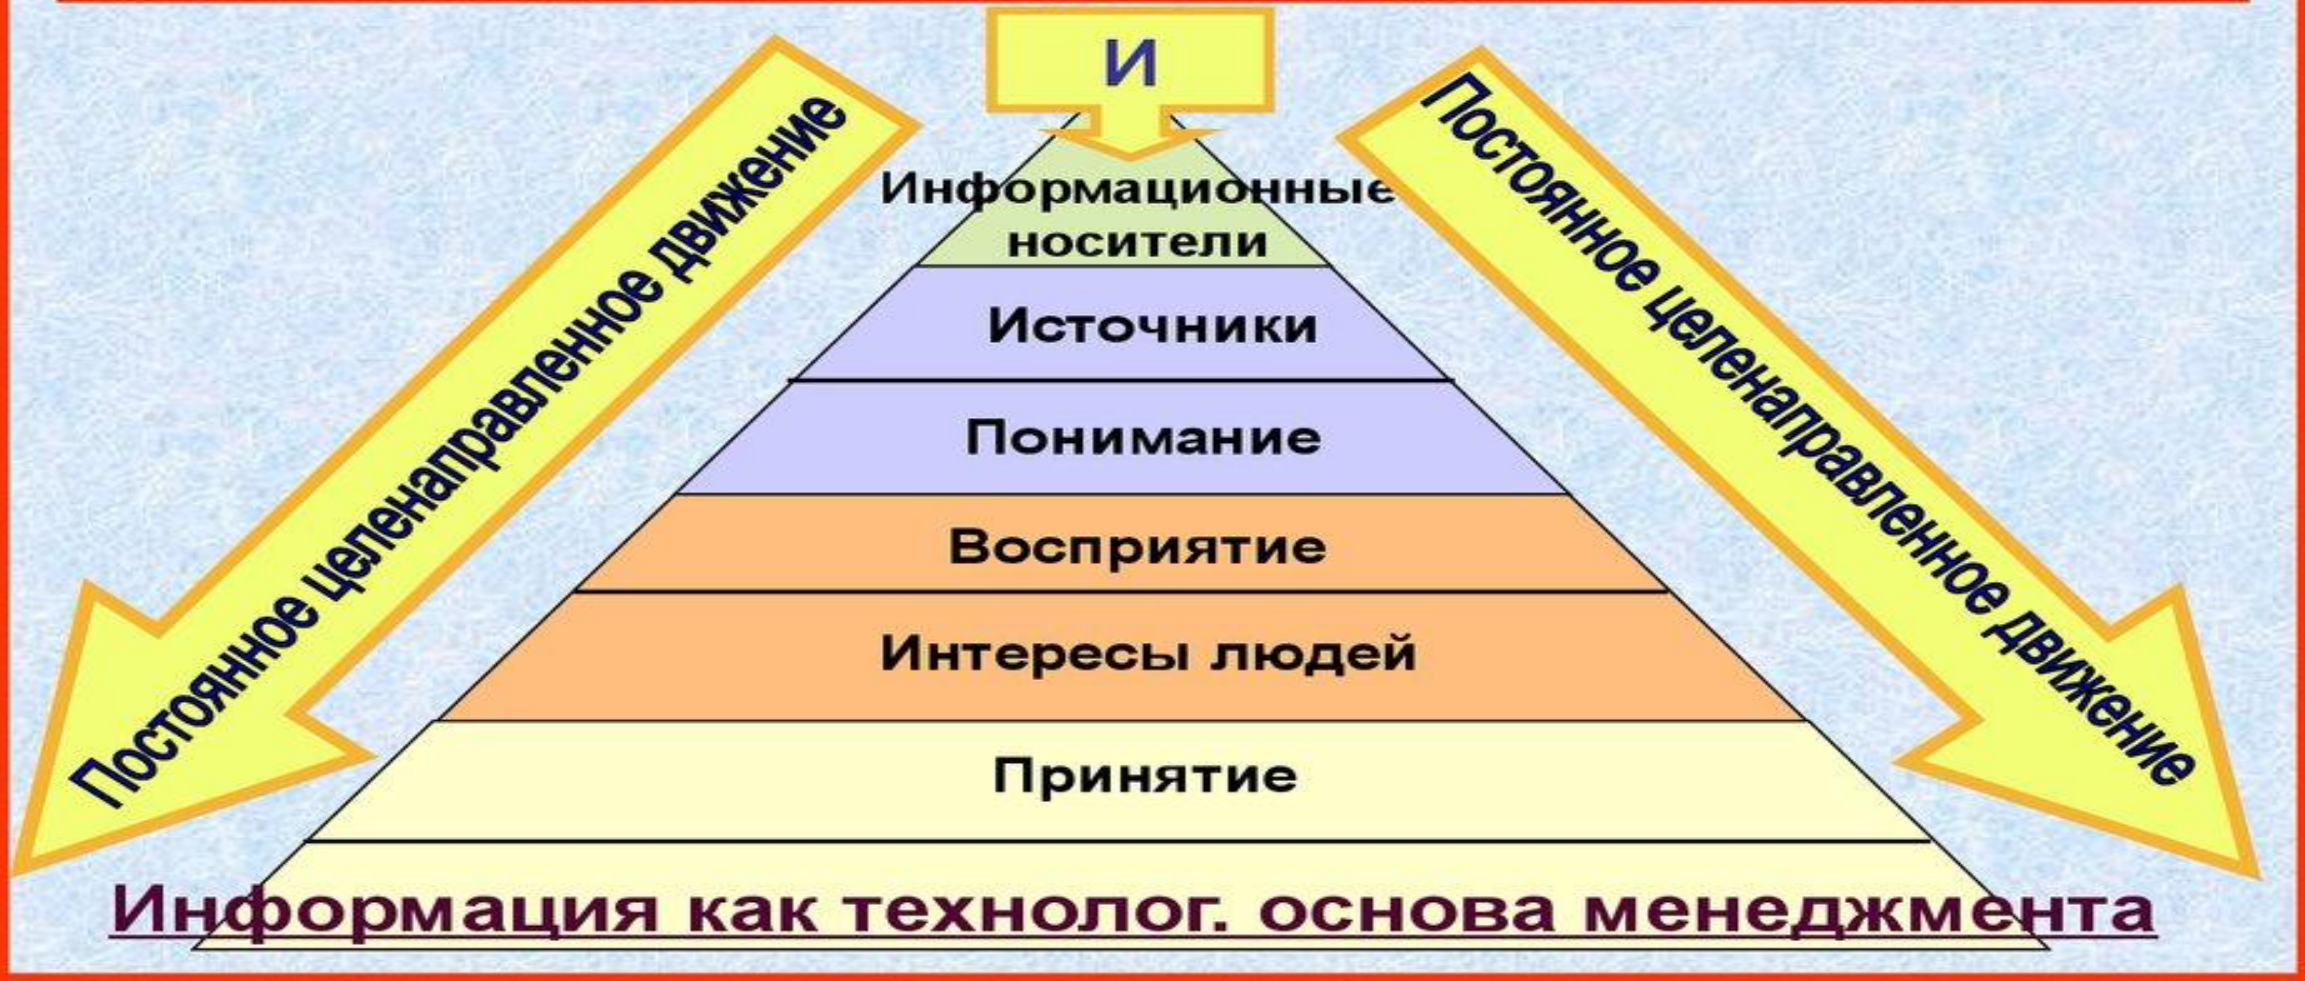 И
Постоянное целенаправленное движение
Постоянное целенаправленное движение
Информационные
носители
Источники
Понимание
Восприятие
Интересы людей
Принятие
Информация как технолог. основа менеджмента